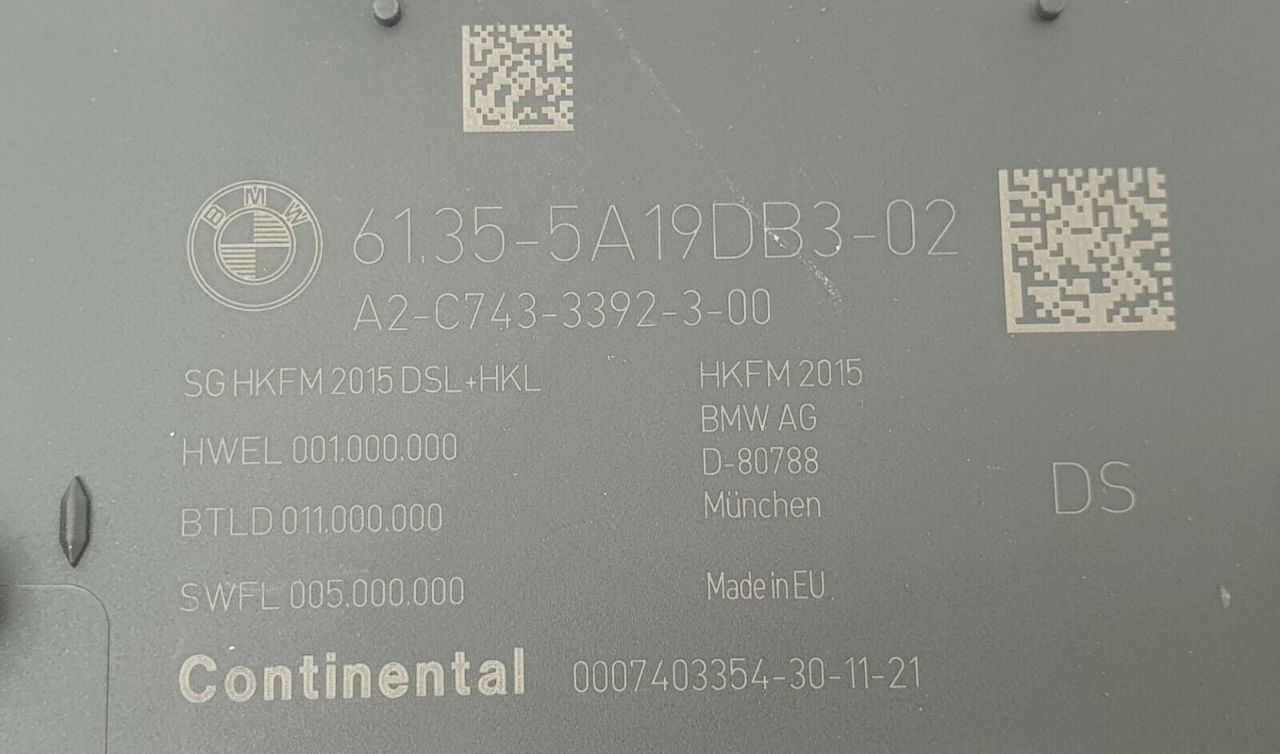 BMW
61.35-5A19DB3-02
A2-C743-3392-3-00
SG HKFM 2015 DSL+HKL
HWEL 001.000.000
BTLD 011.000.000
SWFL 005.000.000
HKFM 2015
BMW AG
D-80788
München
Made in EU
DS
Continental 0007403354-30-11-21